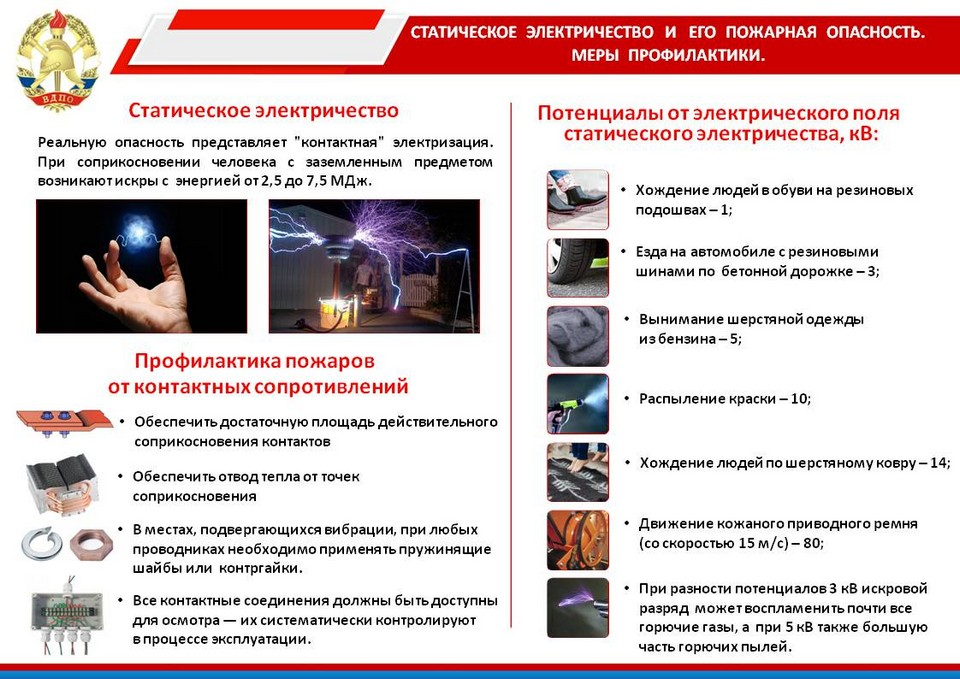 СТАТИЧЕСКОЕ ЭЛЕКТРИЧЕСТВО И ЕГО ПОЖАРНАЯ ОПАСНОСТЬ.
МЕРЫ ПРОФИЛАКТИКИ.
ВДПО
Статическое электричество
Реальную опасность представляет "контактная" электризация.
При соприкосновении человека с заземленным предметом
возникают искры с энергией от 2,5 до 7,5 МДж.
Профилактика пожаров
от контактных сопротивлений
• Обеспечить достаточную площадь действительного
соприкосновения контактов
• Обеспечить отвод тепла от точек
соприкосновения
• В местах, подвергающихся вибрации, при любых
проводниках необходимо применять пружинящие
шайбы или контргайки.
• Все контактные соединения должны быть доступны
для осмотра — их систематически контролируют
в процессе эксплуатации.
Потенциалы от электрического поля
статического электричества, кВ:
• Хождение людей в обуви на резиновых
подошвах – 1;
• Езда на автомобиле с резиновыми
шинами по бетонной дорожке – 3;
• Вынимание шерстяной одежды
из бензина – 5;
• Распыление краски – 10;
• Хождение людей по шерстяному ковру – 14;
• Движение кожаного приводного ремня
(со скоростью 15 м/с) – 80;
• При разности потенциалов 3 кВ искровой
разряд может воспламенить почти все
горючие газы, а при 5 кВ также большую
часть горючих пылей.